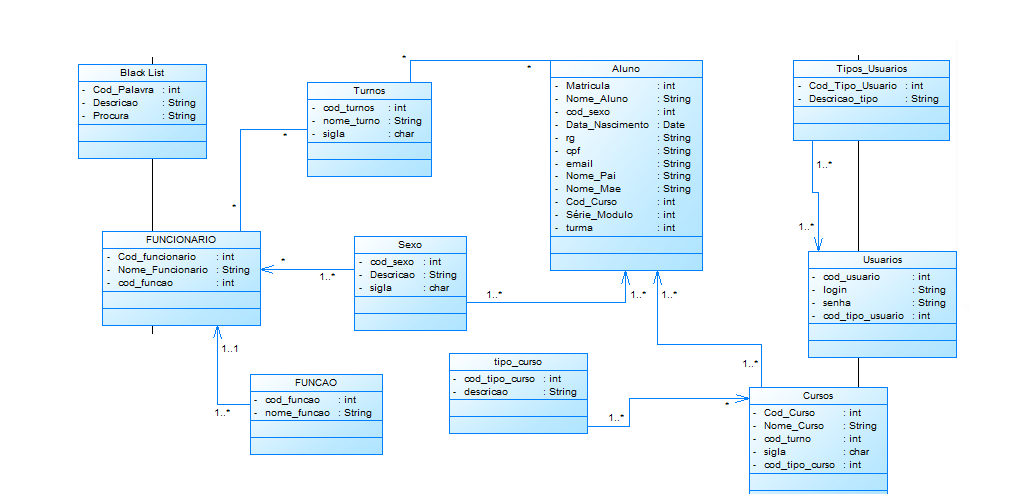 Black List
- Cod_Palavra : int
- Descricao : String
- Procura : String
Turnos
- cod_turnos : int
- nome_turno : String
- sigla : char
Aluno
- Matricula : int
- Nome_Aluno : String
- cod_sexo : int
- Data_Nascimento : Date
- rg : String
- cpf : String
- email : String
- Nome_Pai : String
- Nome_Mae : String
- Cod_Curso : int
- Série_Modulo : int
- turma : int
Tipos_Usuarios
- Cod_Tipo_Usuario : int
- Descricao_tipo : String
*
*
*
*
1..*
1..*
FUNCIONARIO
- Cod_funcionario : int
- Nome_Funcionario : String
- cod_funcao : int
Sexo
- cod_sexo : int
- Descricao : String
- sigla : char
*
1..*
1..*
1..*
1..*
Usuarios
- cod_usuario : int
- login : String
- senha : String
- cod_tipo_usuario : int
1..1
1..*
FUNCAO
- cod_funcao : int
- nome_funcao : String
tipo_curso
- cod_tipo_curso : int
- descricao : String
1..*
1..*
*
Cursos
- Cod_Curso : int
- Nome_Curso : String
- cod_turno : int
- sigla : char
- cod_tipo_curso : int